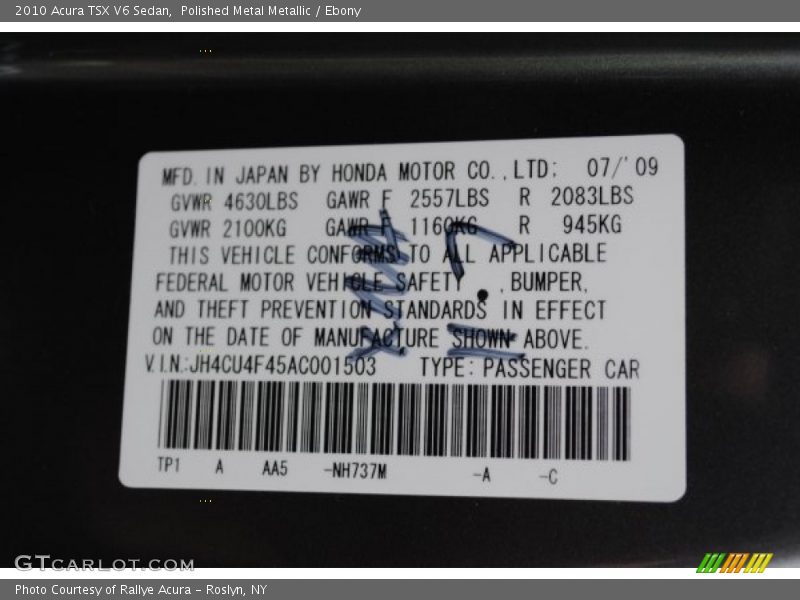 2010 Acura TSX V6 Sedan,  Polished Metal Metallic / Ebony
MFD. IN JAPAN BY HONDA MOTOR CO.,LTD: 07/'09
GVWR 4630LBS GAWR F 2557LBS R 2083LBS
GVWR 2100KG GAWR F 1160KG R 945KG
THIS VEHICLE CONFORMS TO ALL APPLICABLE
FEDERAL MOTOR VEHICLE SAFETY , BUMPER,
AND THEFT PREVENTION STANDARDS IN EFFECT
ON THE DATE OF MANUFACTURE SHOWN ABOVE.
V.I.N.:JH4CU4F45AC001503 TYPE: PASSENGER CAR
TP1 A AA5 -NH737M -A -C
GTCARLOT.COM
Photo Courtesy of Rallye Acura - Roslyn, NY